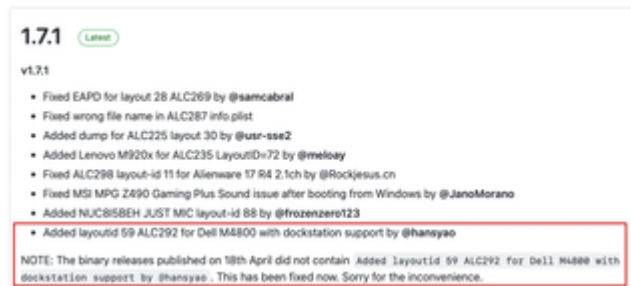 1.7.1 Latest
v1.7.1
• Fixed EAPD for layout 28 ALC269 by @samcabral
• Fixed wrong file name in ALC287 info.plist
• Added dump for ALC225 layout 30 by @usr-sse2
• Added Lenovo M920x for ALC235 LayoutID=72 by @meloay
• Fixed ALC298 layout-id 11 for Alienware 17 R4 2.1ch by @Rockjesus.cn
• Fixed MSI MPG Z490 Gaming Plus Sound issue after booting from Windows by @JanoMorano
• Added NUC8I5BEH JUST MIC layout-id 88 by @frozenzero123
• Added layoutid 59 ALC292 for Dell M4800 with dockstation support by @hansyao
NOTE: The binary releases published on 18th April did not contain Added layoutid 59 ALC292 for Dell M4800 with
dockstation support by @hansyao . This has been fixed now. Sorry for the inconvenience.